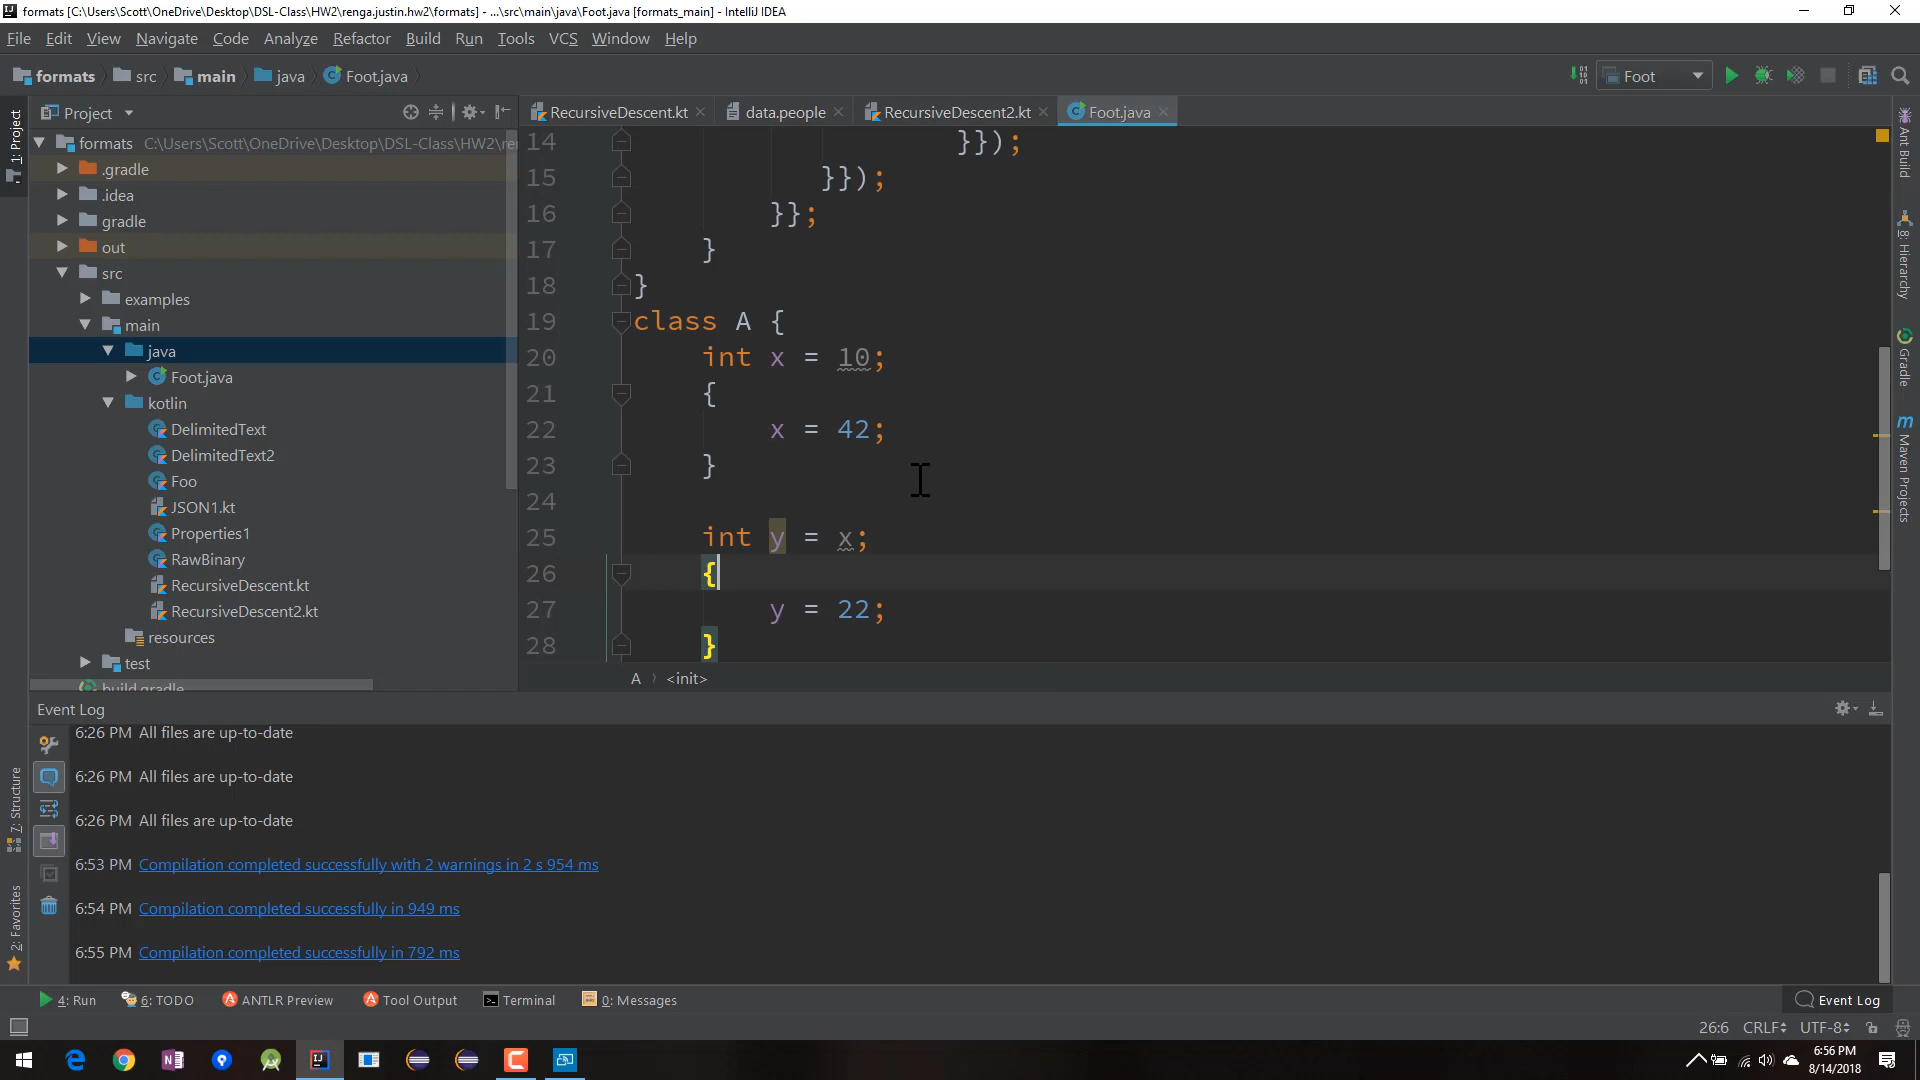 formats [C:\Users\Scott\OneDrive\Desktop\DSL-Class\HW2\renga.justin.hw2\formats] - ...\src\main\java\Foot.java [formats_main] - IntelliJ IDEA
File Edit View Navigate Code Analyze Refactor Build Run Tools VCS Window Help
formats src main java Foot.java Foot
Project RecursiveDescent.kt data.people RecursiveDescent2.kt Foot.java
1: Project
7: Structure
2: Favorites
formats C:\Users\Scott\OneDrive\Desktop\DSL-Class\HW2\ren
.gradle
.idea
gradle
out
src
examples
main
java
Foot.java
kotlin
DelimitedText
DelimitedText2
Foo
JSON1.kt
Properties1
RawBinary
RecursiveDescent.kt
RecursiveDescent2.kt
resources
test
build.gradle
14 }});
15 }});
16 }};
17 }
18 }
19 class A {
20 int x = 10;
21 {
22 x = 42;
23 }
24
25 int y = x;
26 {
27 y = 22;
28 }
A <init>
Ant Build
8: Hierarchy
Gradle
m Maven Projects
Event Log
6:26 PM All files are up-to-date
6:26 PM All files are up-to-date
6:26 PM All files are up-to-date
6:53 PM Compilation completed successfully with 2 warnings in 2 s 954 ms
6:54 PM Compilation completed successfully in 949 ms
6:55 PM Compilation completed successfully in 792 ms
4: Run 6: TODO ANTLR Preview Tool Output Terminal 0: Messages Event Log
26:6 CRLF UTF-8
6:56 PM
8/14/2018